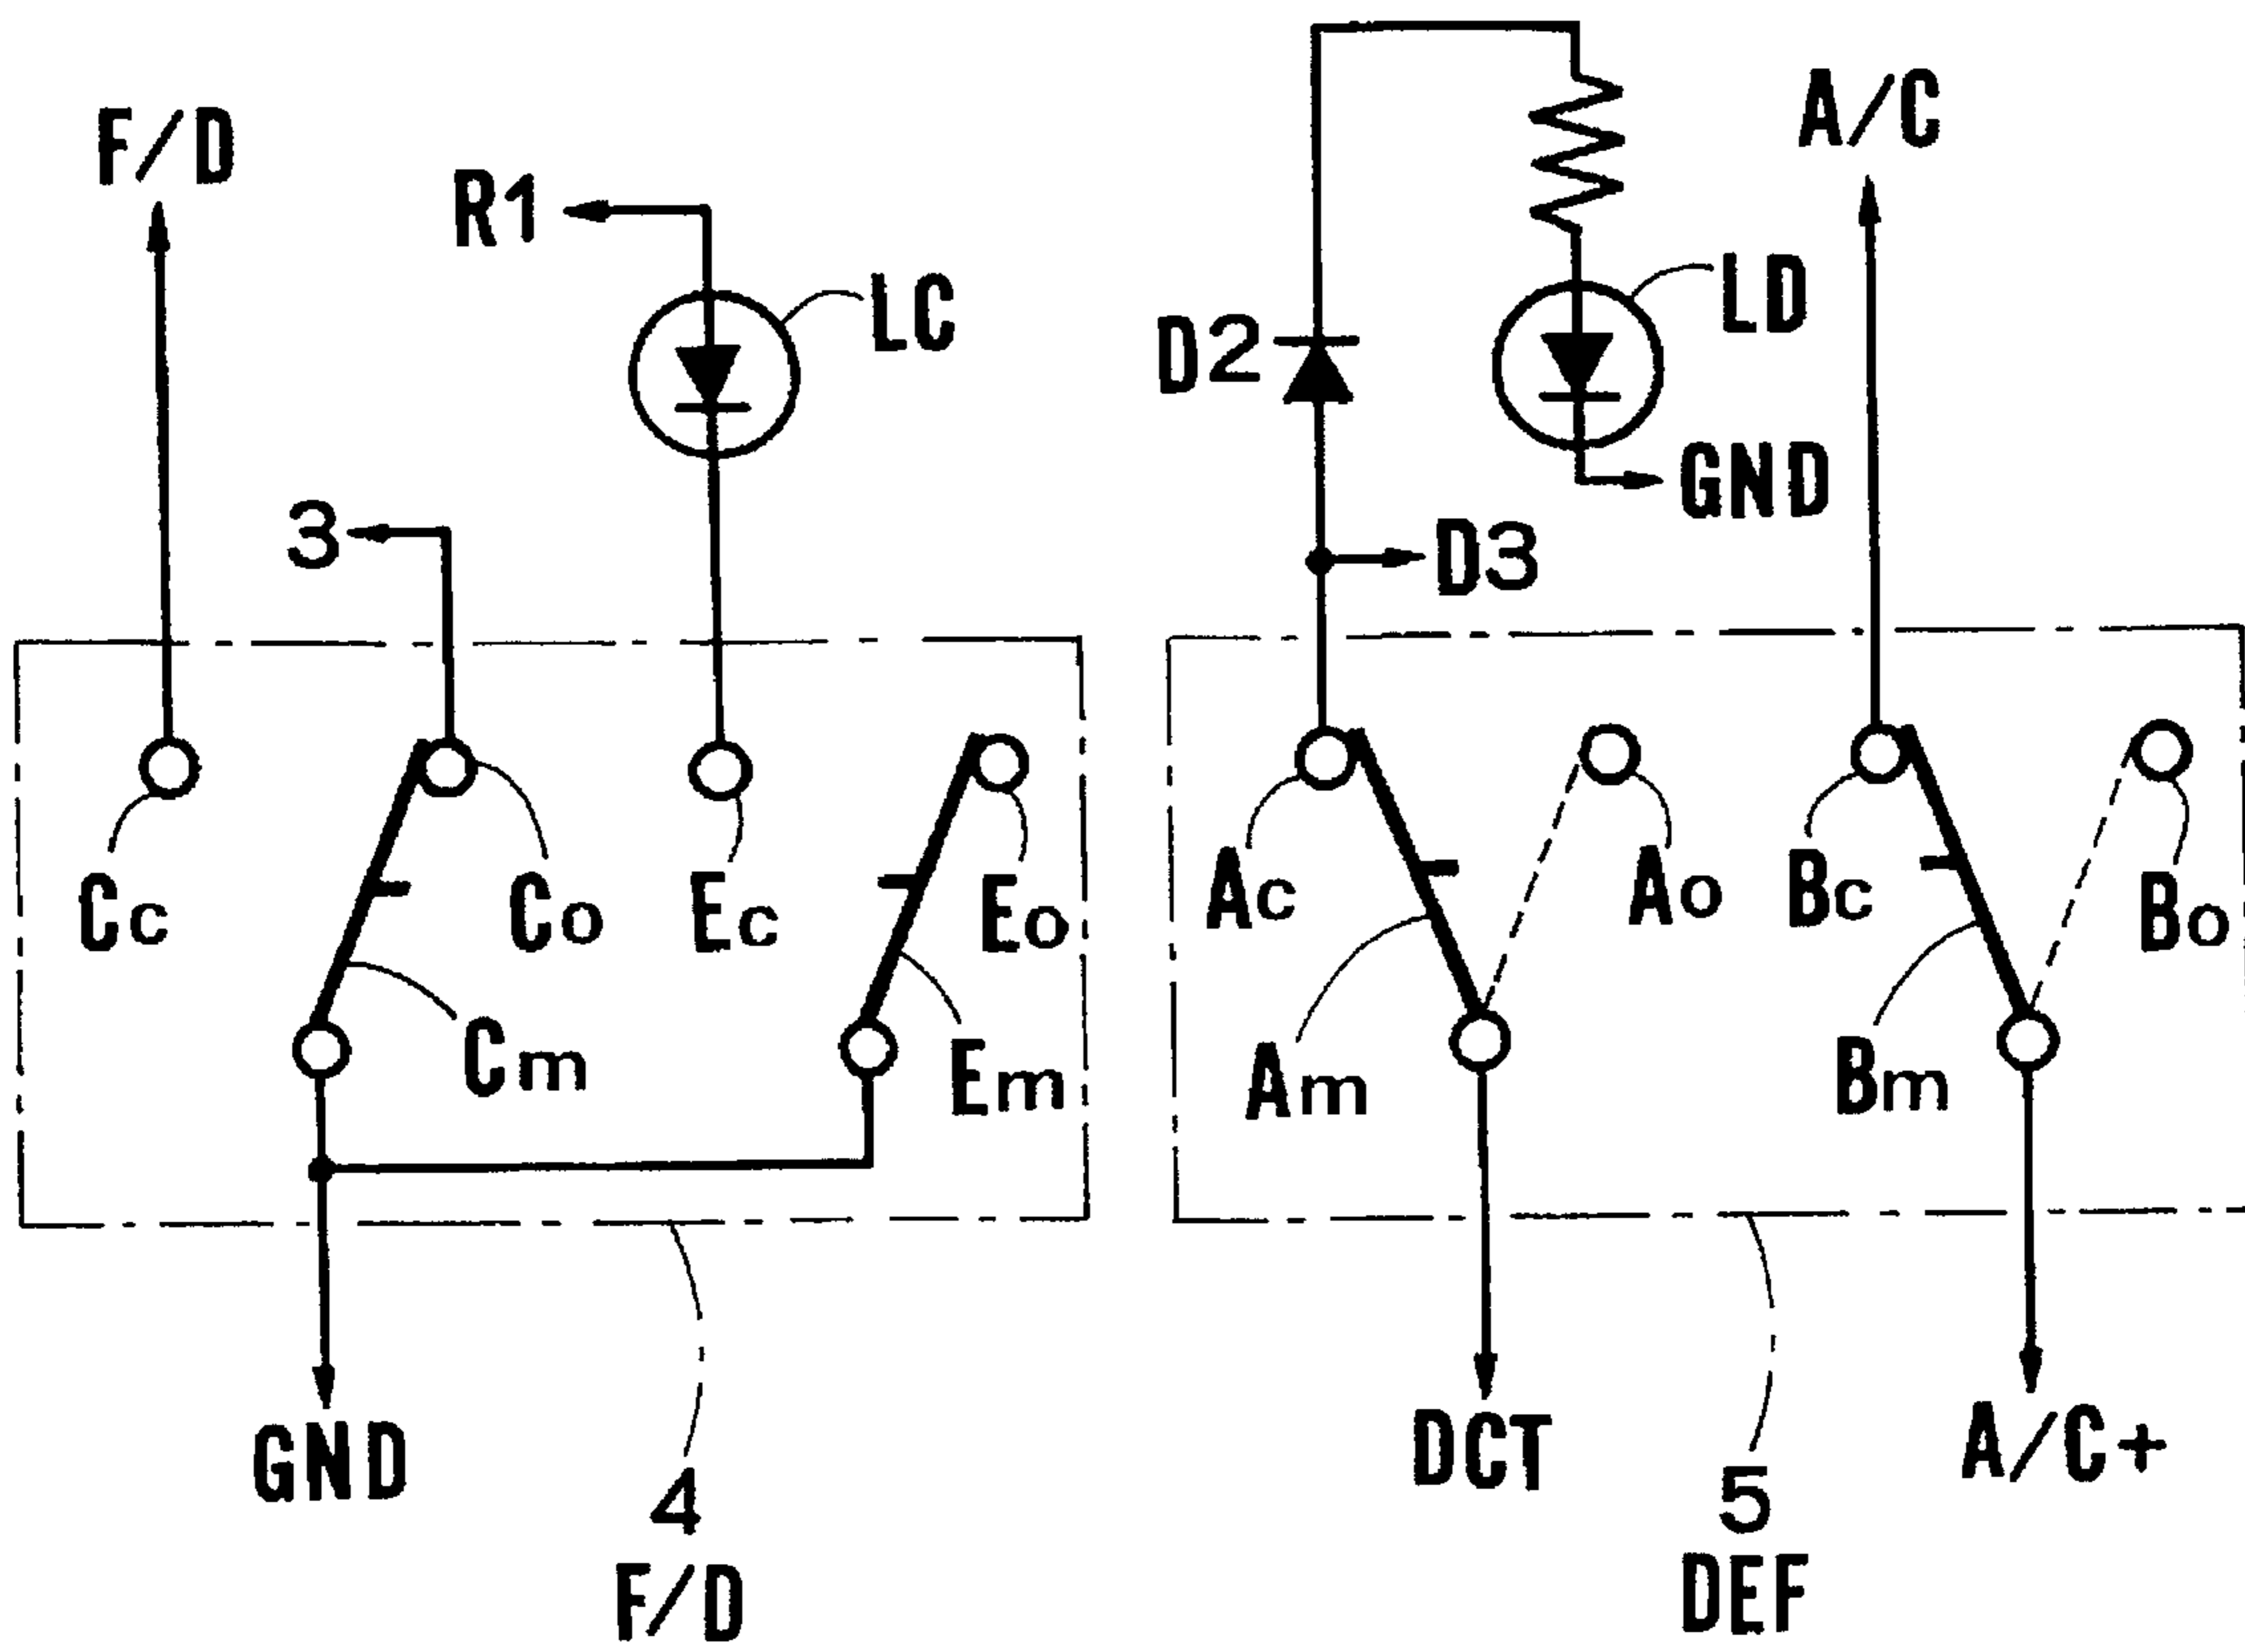 F/D
A/C
R1
LC
LD
D2
GND
3
D3
Cc
Co
Ec
Eo
Ac
Ao
Bc
Bo
Cm
Em
Am
Bm
GND
DCT
A/C+
4
F/D
5
DEF